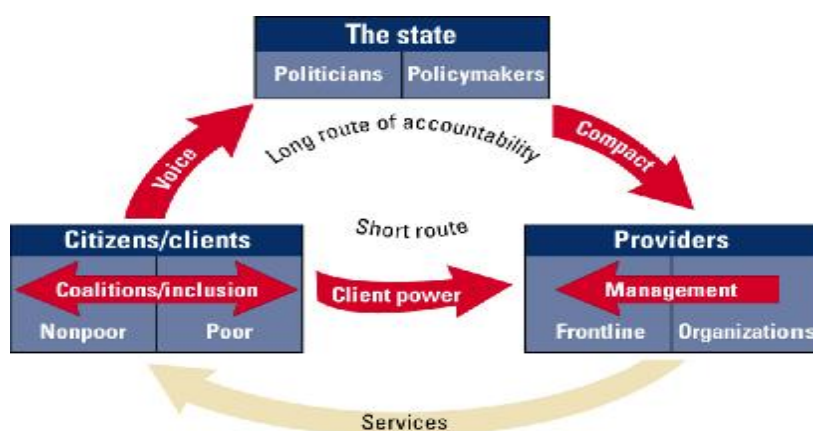 The state
Politicians Policymakers
Long route of accountability
Voice
Compact
Short route
Citizens/clients
Coalitions/inclusion
Nonpoor Poor
Client power
Providers
Management
Frontline Organizations
Services